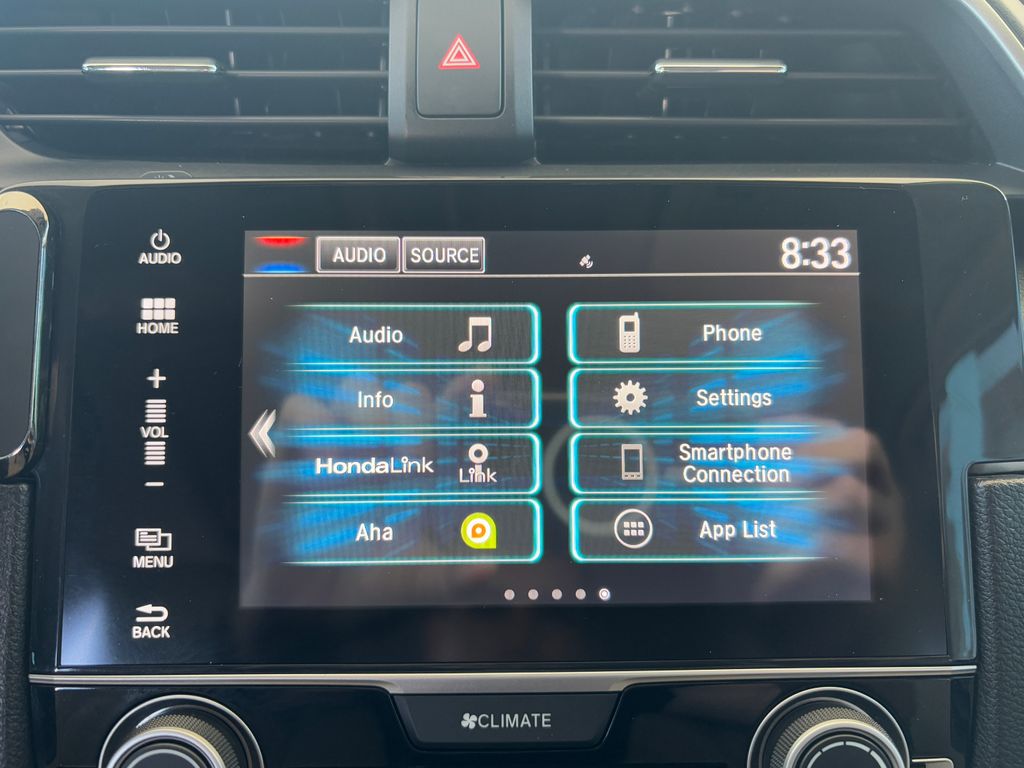 AUDIO
HOME
+
VOL
−
MENU
BACK
AUDIO SOURCE 8:33
Audio
Phone
Info
Settings
HondaLink Link
Smartphone
Connection
Aha
App List
CLIMATE